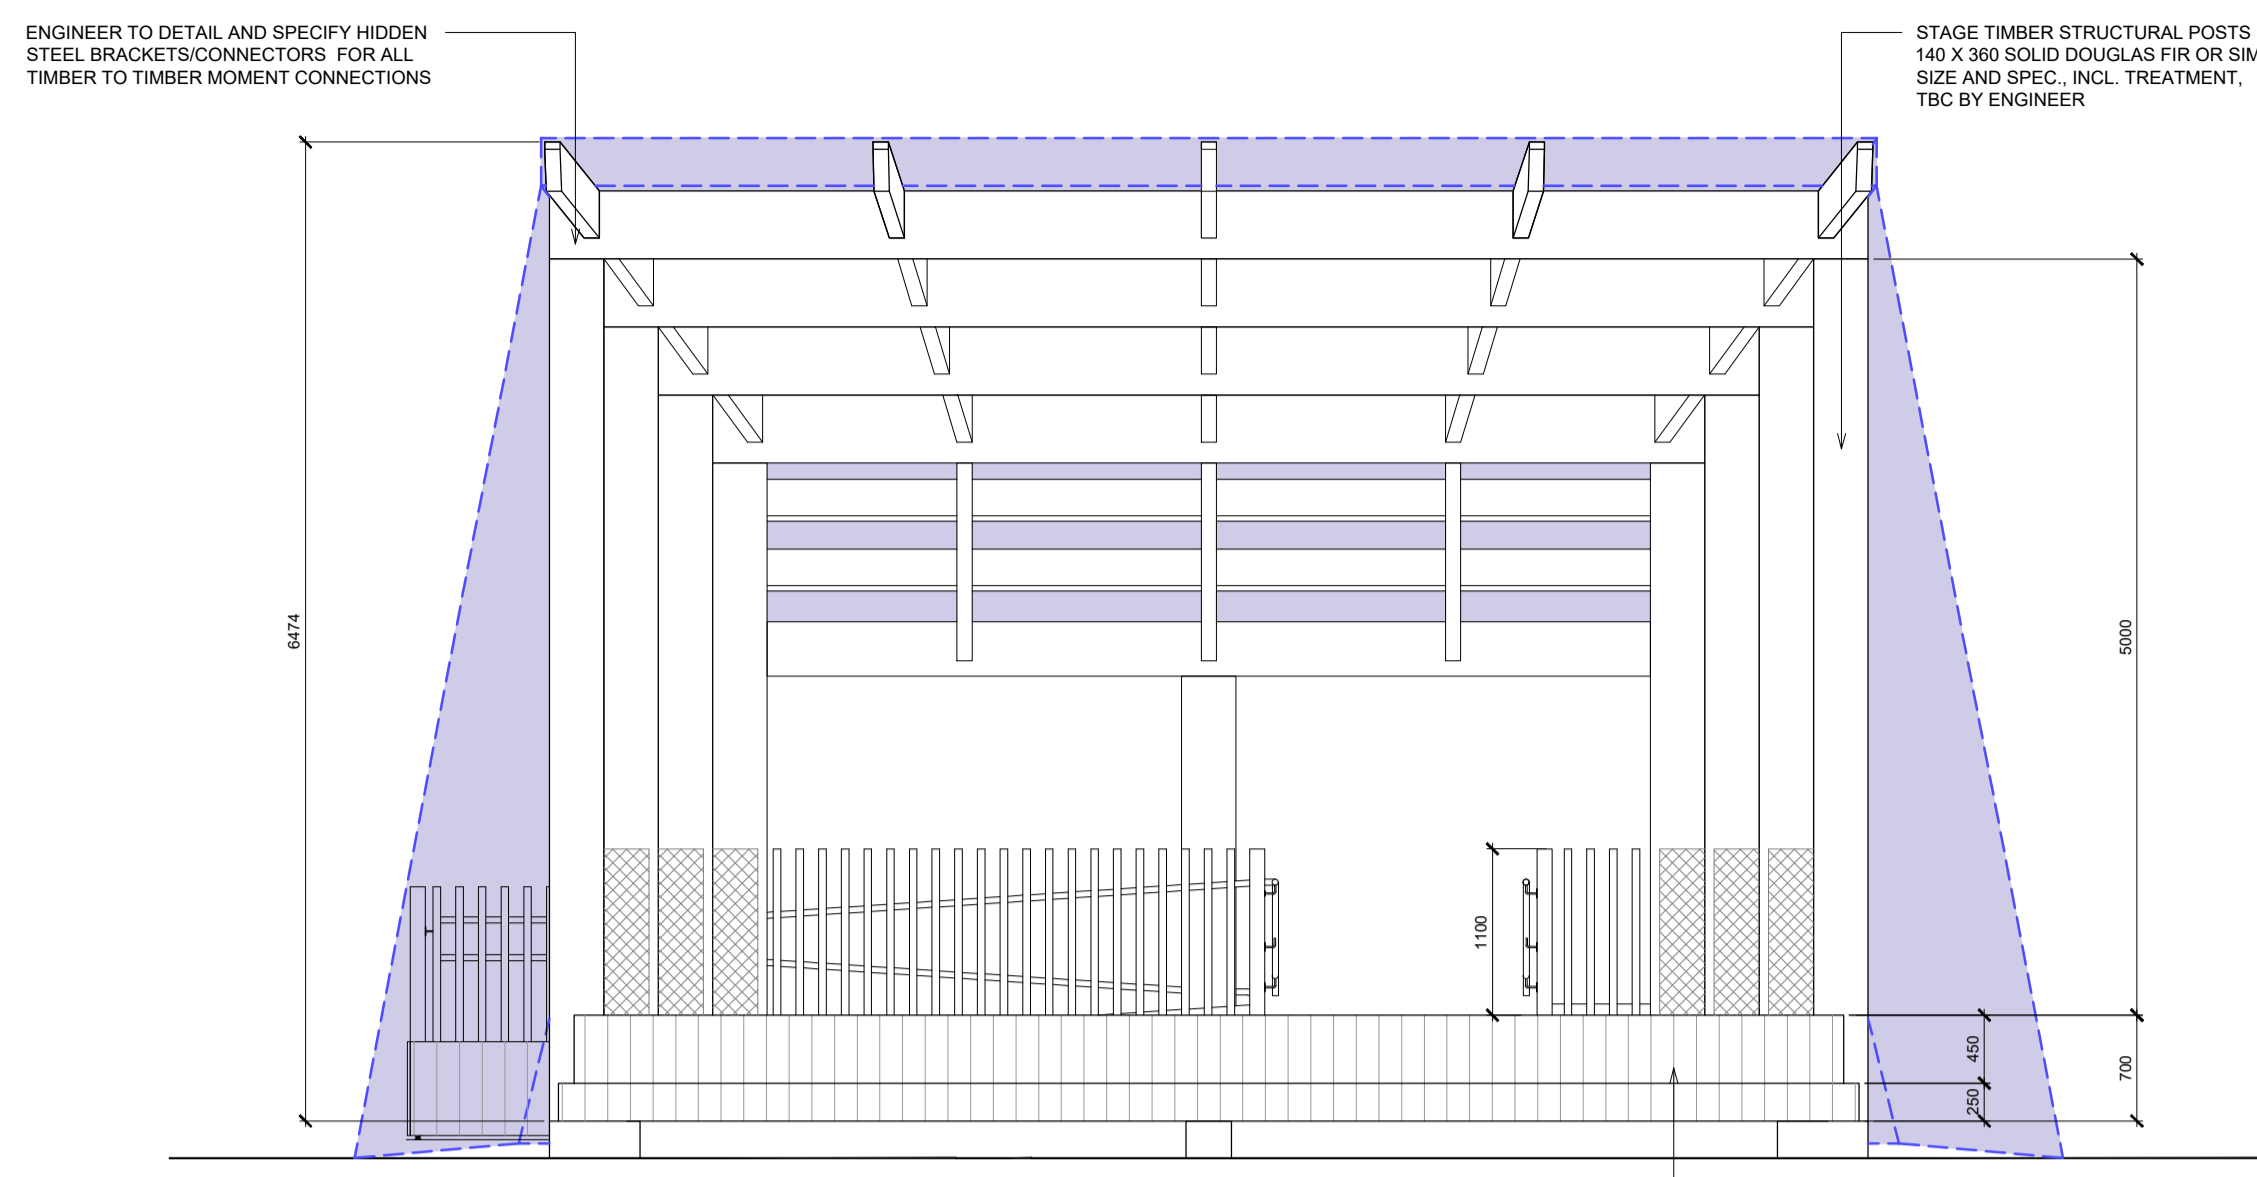 ENGINEER TO DETAIL AND SPECIFY HIDDEN
STEEL BRACKETS/CONNECTORS FOR ALL
TIMBER TO TIMBER MOMENT CONNECTIONS
STAGE TIMBER STRUCTURAL POSTS
140 X 360 SOLID DOUGLAS FIR OR SIM
SIZE AND SPEC., INCL. TREATMENT,
TBC BY ENGINEER
6474
5000
1100
450
250
700